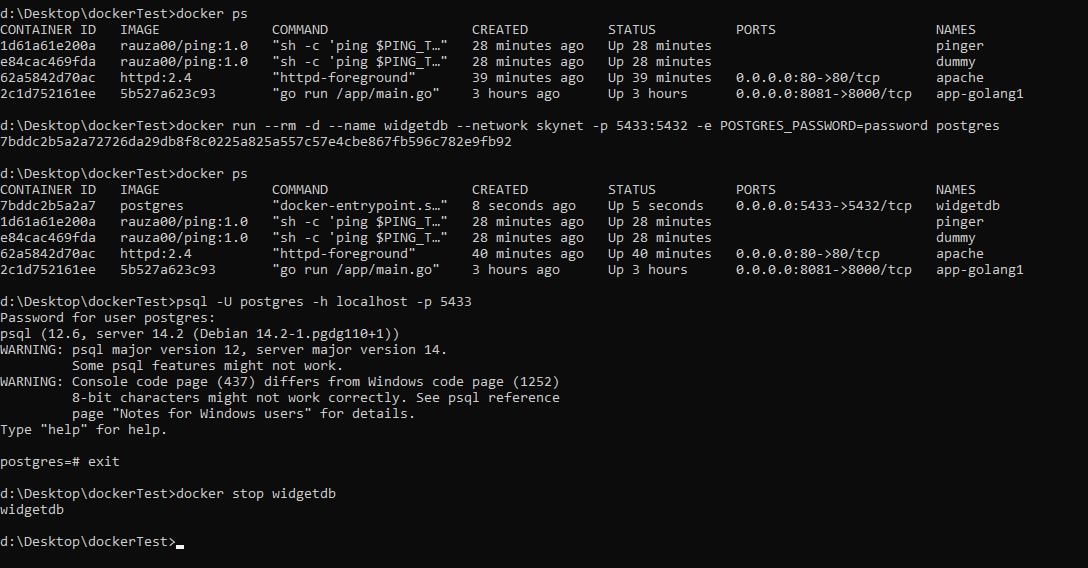 d:\Desktop\dockerTest>docker ps
CONTAINER ID   IMAGE              COMMAND                  CREATED          STATUS          PORTS                    NAMES
1d61a61e200a   rauza00/ping:1.0   "sh -c 'ping $PING_T…"   28 minutes ago   Up 28 minutes                            pinger
e84cac469fda   rauza00/ping:1.0   "sh -c 'ping $PING_T…"   28 minutes ago   Up 28 minutes                            dummy
62a5842d70ac   httpd:2.4          "httpd-foreground"       39 minutes ago   Up 39 minutes   0.0.0.0:80->80/tcp       apache
2c1d752161ee   5b527a623c93       "go run /app/main.go"    3 hours ago      Up 3 hours      0.0.0.0:8081->8000/tcp   app-golang1
d:\Desktop\dockerTest>docker run --rm -d --name widgetdb --network skynet -p 5433:5432 -e POSTGRES_PASSWORD=password postgres
7bddc2b5a2a72726da29db8f8c0225a825a557c57e4cbe867fb596c782e9fb92
d:\Desktop\dockerTest>docker ps
CONTAINER ID   IMAGE              COMMAND                  CREATED          STATUS          PORTS                    NAMES
7bddc2b5a2a7   postgres           "docker-entrypoint.s…"   8 seconds ago    Up 5 seconds    0.0.0.0:5433->5432/tcp   widgetdb
1d61a61e200a   rauza00/ping:1.0   "sh -c 'ping $PING_T…"   28 minutes ago   Up 28 minutes                            pinger
e84cac469fda   rauza00/ping:1.0   "sh -c 'ping $PING_T…"   28 minutes ago   Up 28 minutes                            dummy
62a5842d70ac   httpd:2.4          "httpd-foreground"       40 minutes ago   Up 40 minutes   0.0.0.0:80->80/tcp       apache
2c1d752161ee   5b527a623c93       "go run /app/main.go"    3 hours ago      Up 3 hours      0.0.0.0:8081->8000/tcp   app-golang1
d:\Desktop\dockerTest>psql -U postgres -h localhost -p 5433
Password for user postgres:
psql (12.6, server 14.2 (Debian 14.2-1.pgdg110+1))
WARNING: psql major version 12, server major version 14.
         Some psql features might not work.
WARNING: Console code page (437) differs from Windows code page (1252)
         8-bit characters might not work correctly. See psql reference
         page "Notes for Windows users" for details.
Type "help" for help.
postgres=# exit
d:\Desktop\dockerTest>docker stop widgetdb
widgetdb
d:\Desktop\dockerTest>